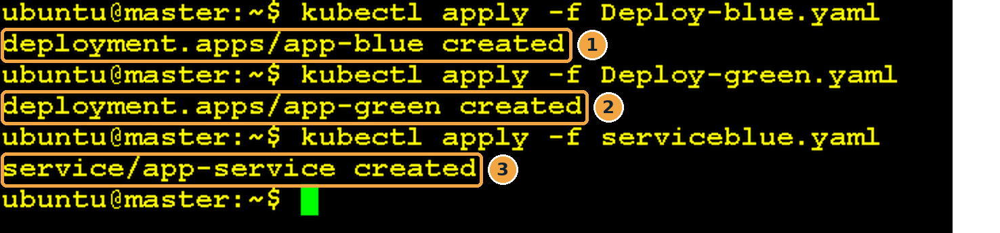 ubuntu@master:~$ kubectl apply -f Deploy-blue.yaml
deployment.apps/app-blue created 1
ubuntu@master:~$ kubectl apply -f Deploy-green.yaml
deployment.apps/app-green created 2
ubuntu@master:~$ kubectl apply -f serviceblue.yaml
service/app-service created 3
ubuntu@master:~$